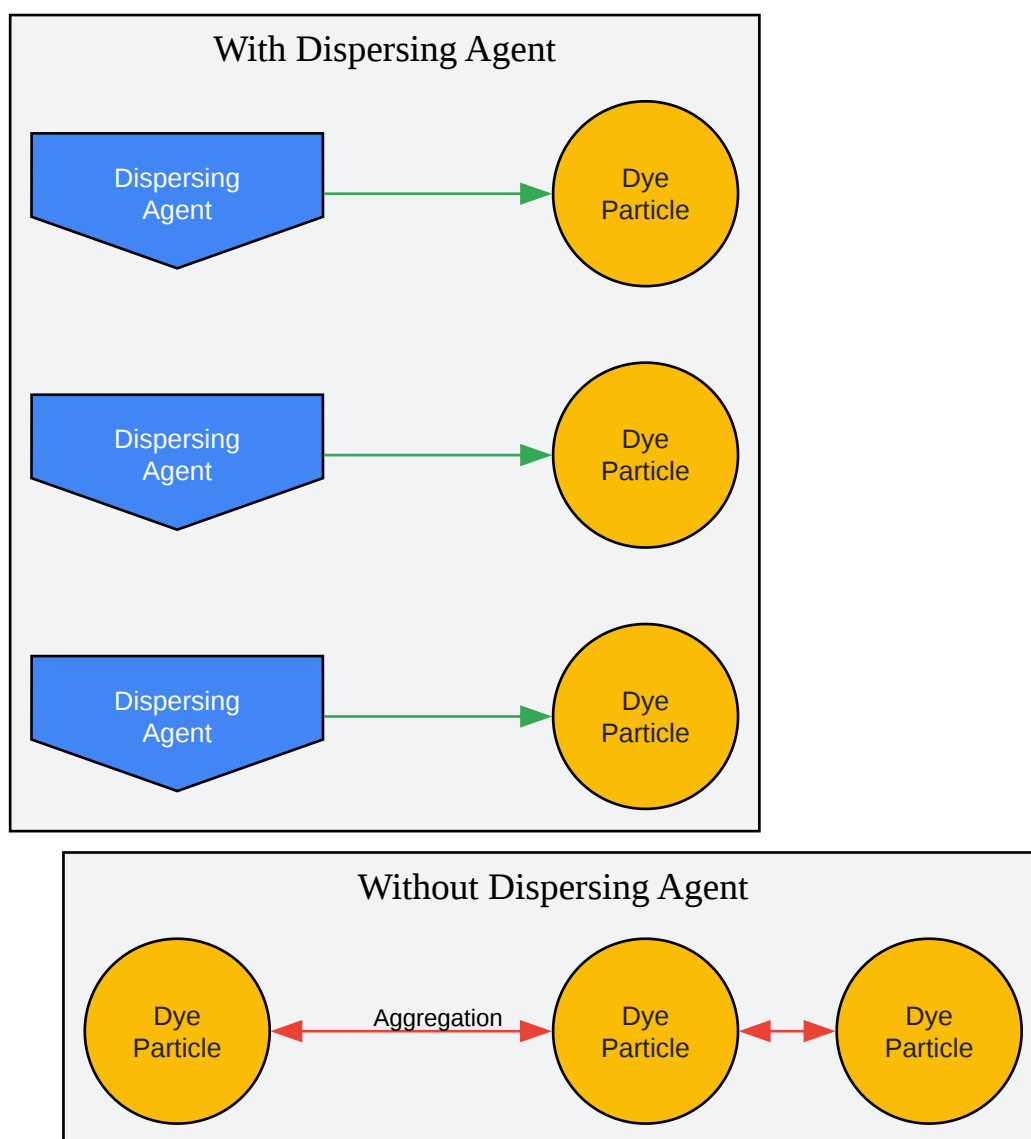 With Dispersing Agent
Dispersing
Agent
Dye
Particle
Dispersing
Agent
Dye
Particle
Dispersing
Agent
Dye
Particle
Without Dispersing Agent
Dye
Particle
Aggregation
Dye
Particle
Dye
Particle